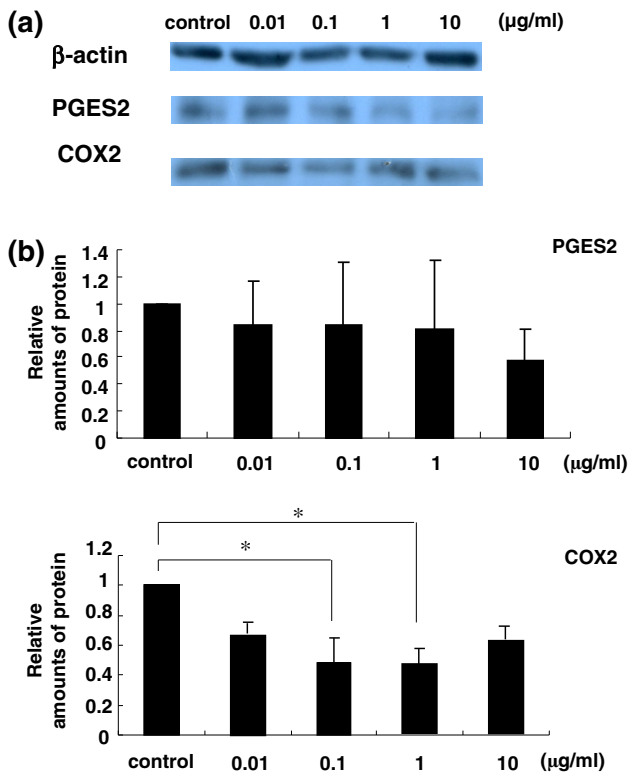 (a)
control 0.01 0.1 1 10 (μg/ml)
β-actin
PGES2
COX2
(b)
PGES2
Relative
amounts of protein
1.4
1.2
1
0.8
0.6
0.4
0.2
0
control 0.01 0.1 1 10 (μg/ml)
COX2
*
*
Relative
amounts of protein
1.2
1
0.8
0.6
0.4
0.2
0
control 0.01 0.1 1 10 (μg/ml)